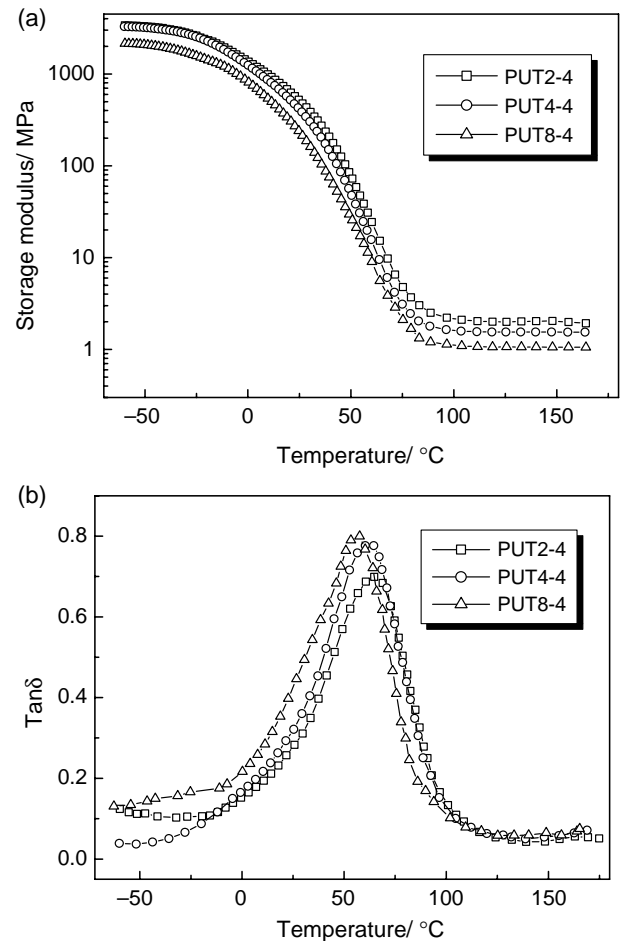 (a)
Storage modulus/ MPa
1000
100
10
1
PUT2-4
PUT4-4
PUT8-4
−50
0
50
100
150
Temperature/ °C
(b)
Tanδ
0.8
0.6
0.4
0.2
0.0
PUT2-4
PUT4-4
PUT8-4
−50
0
50
100
150
Temperature/ °C